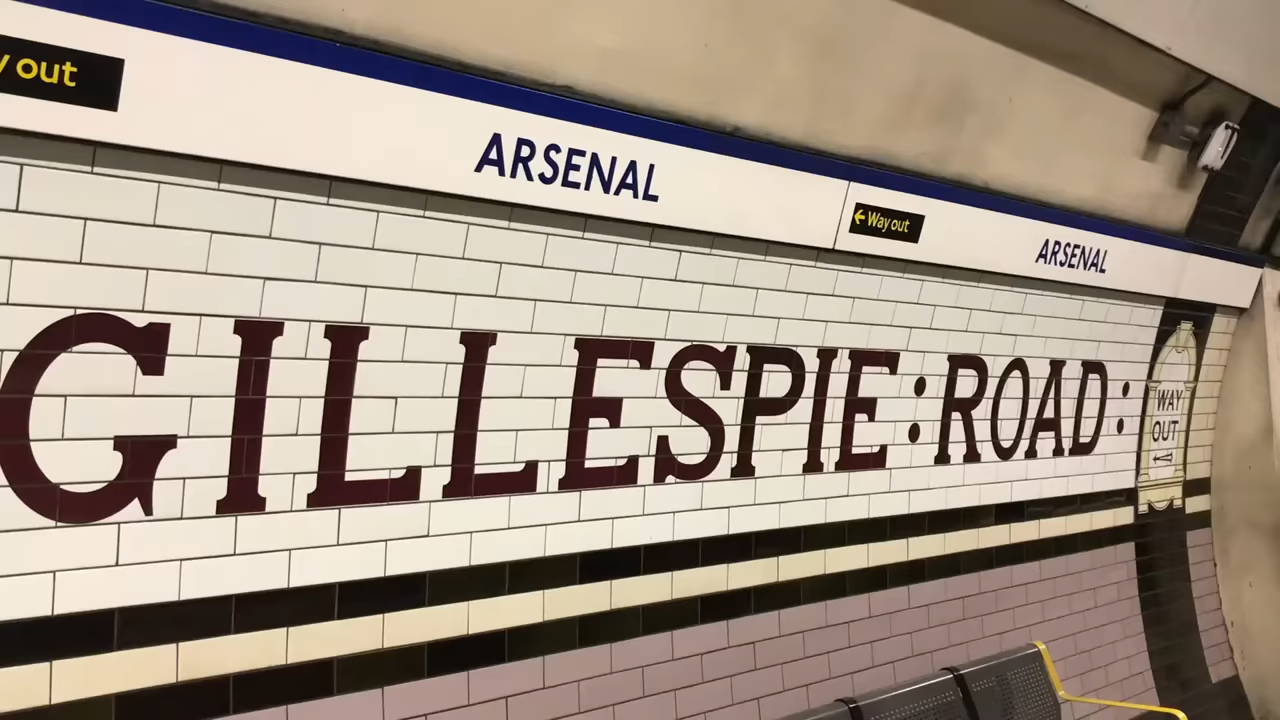 out
ARSENAL
← Way out
ARSENAL
GILLESPIE : ROAD :
WAY
OUT